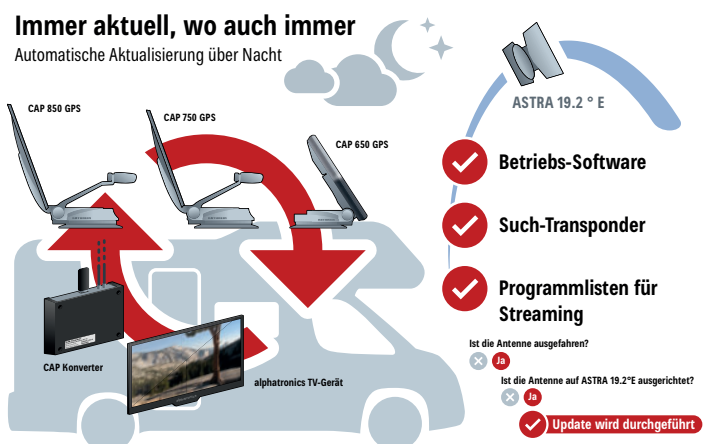 Immer aktuell, wo auch immer
Automatische Aktualisierung über Nacht
CAP 850 GPS
CAP 750 GPS
CAP 650 GPS
CAP Konverter
alphatronics TV-Gerät
ASTRA 19.2 ° E
Betriebs-Software
Such-Transponder
Programmlisten für
Streaming
Ist die Antenne ausgefahren?
Ja
Ist die Antenne auf ASTRA 19.2°E ausgerichtet?
Ja
Update wird durchgeführt